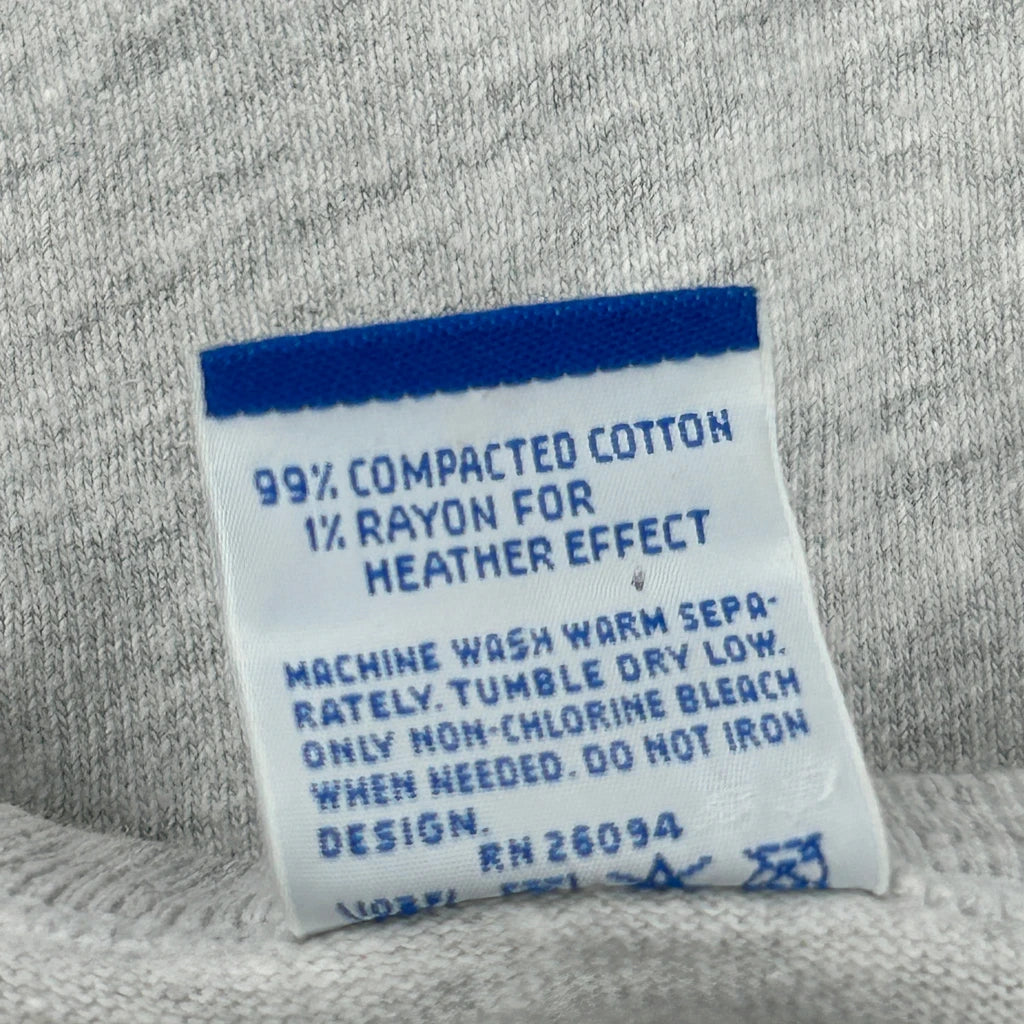 99% COMPACTED COTTON
1% RAYON FOR
HEATHER EFFECT
MACHINE WASH WARM SEPA-
RATELY. TUMBLE DRY LOW.
ONLY NON-CHLORINE BLEACH
WHEN NEEDED. DO NOT IRON
DESIGN.
RN 26094